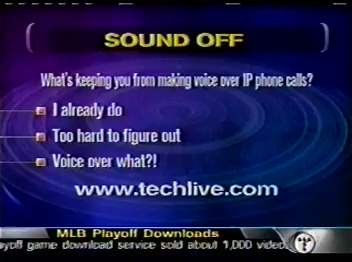 SOUND OFF
What's keeping you from making voice over IP phone calls?
I already do
Too hard to figure out
Voice over what?!
www.techlive.com
MLB Playoff Downloads
ayoff game download service sold about 1,000 video